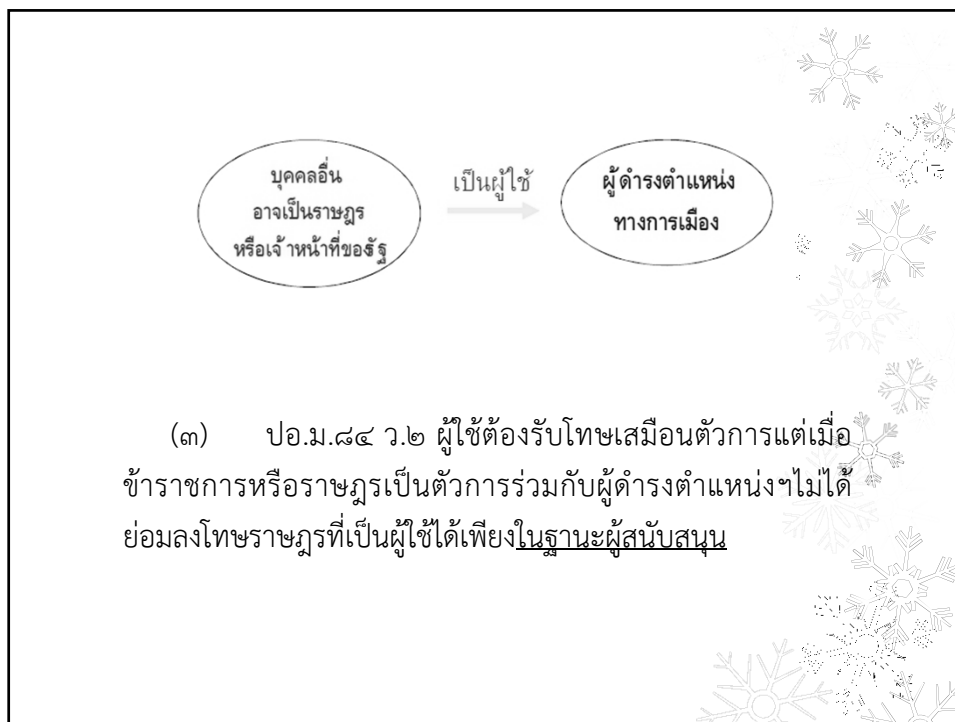 บุคคลอื่น
อาจเป็นราษฎร
หรือเจ้าหน้าที่ของรัฐ
เป็นผู้ใช้
ผู้ดำรงตำแหน่ง
ทางการเมือง
(๓) ปอ.ม.๘๔ ว.๒ ผู้ใช้ต้องรับโทษเสมือนตัวการแต่เมื่อ
ข้าราชการหรือราษฎรเป็นตัวการร่วมกับผู้ดำรงตำแหน่งฯไม่ได้
ย่อมลงโทษราษฎรที่เป็นผู้ใช้ได้เพียงในฐานะผู้สนับสนุน